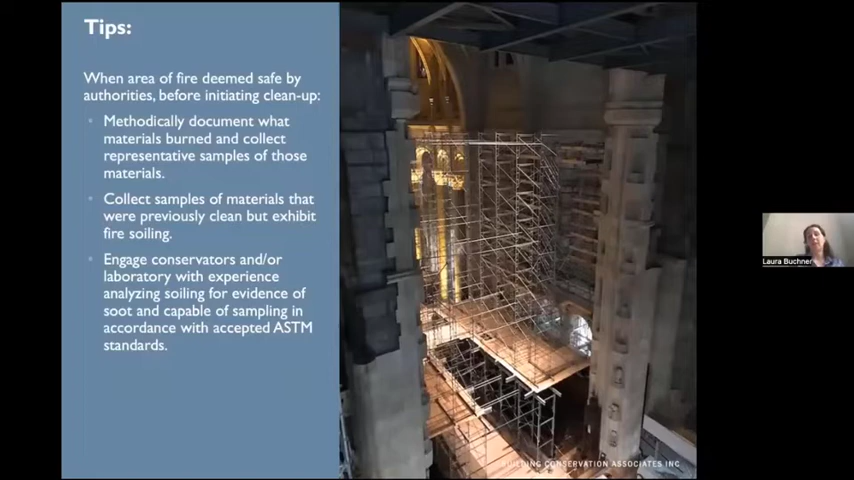 Tips:
When area of fire deemed safe by
authorities, before initiating clean-up:
• Methodically document what
materials burned and collect
representative samples of those
materials.
• Collect samples of materials that
were previously clean but exhibit
fire soiling.
• Engage conservators and/or
laboratory with experience
analyzing soiling for evidence of
soot and capable of sampling in
accordance with accepted ASTM
standards.
Laura Buchner
BUILDING CONSERVATION ASSOCIATES INC